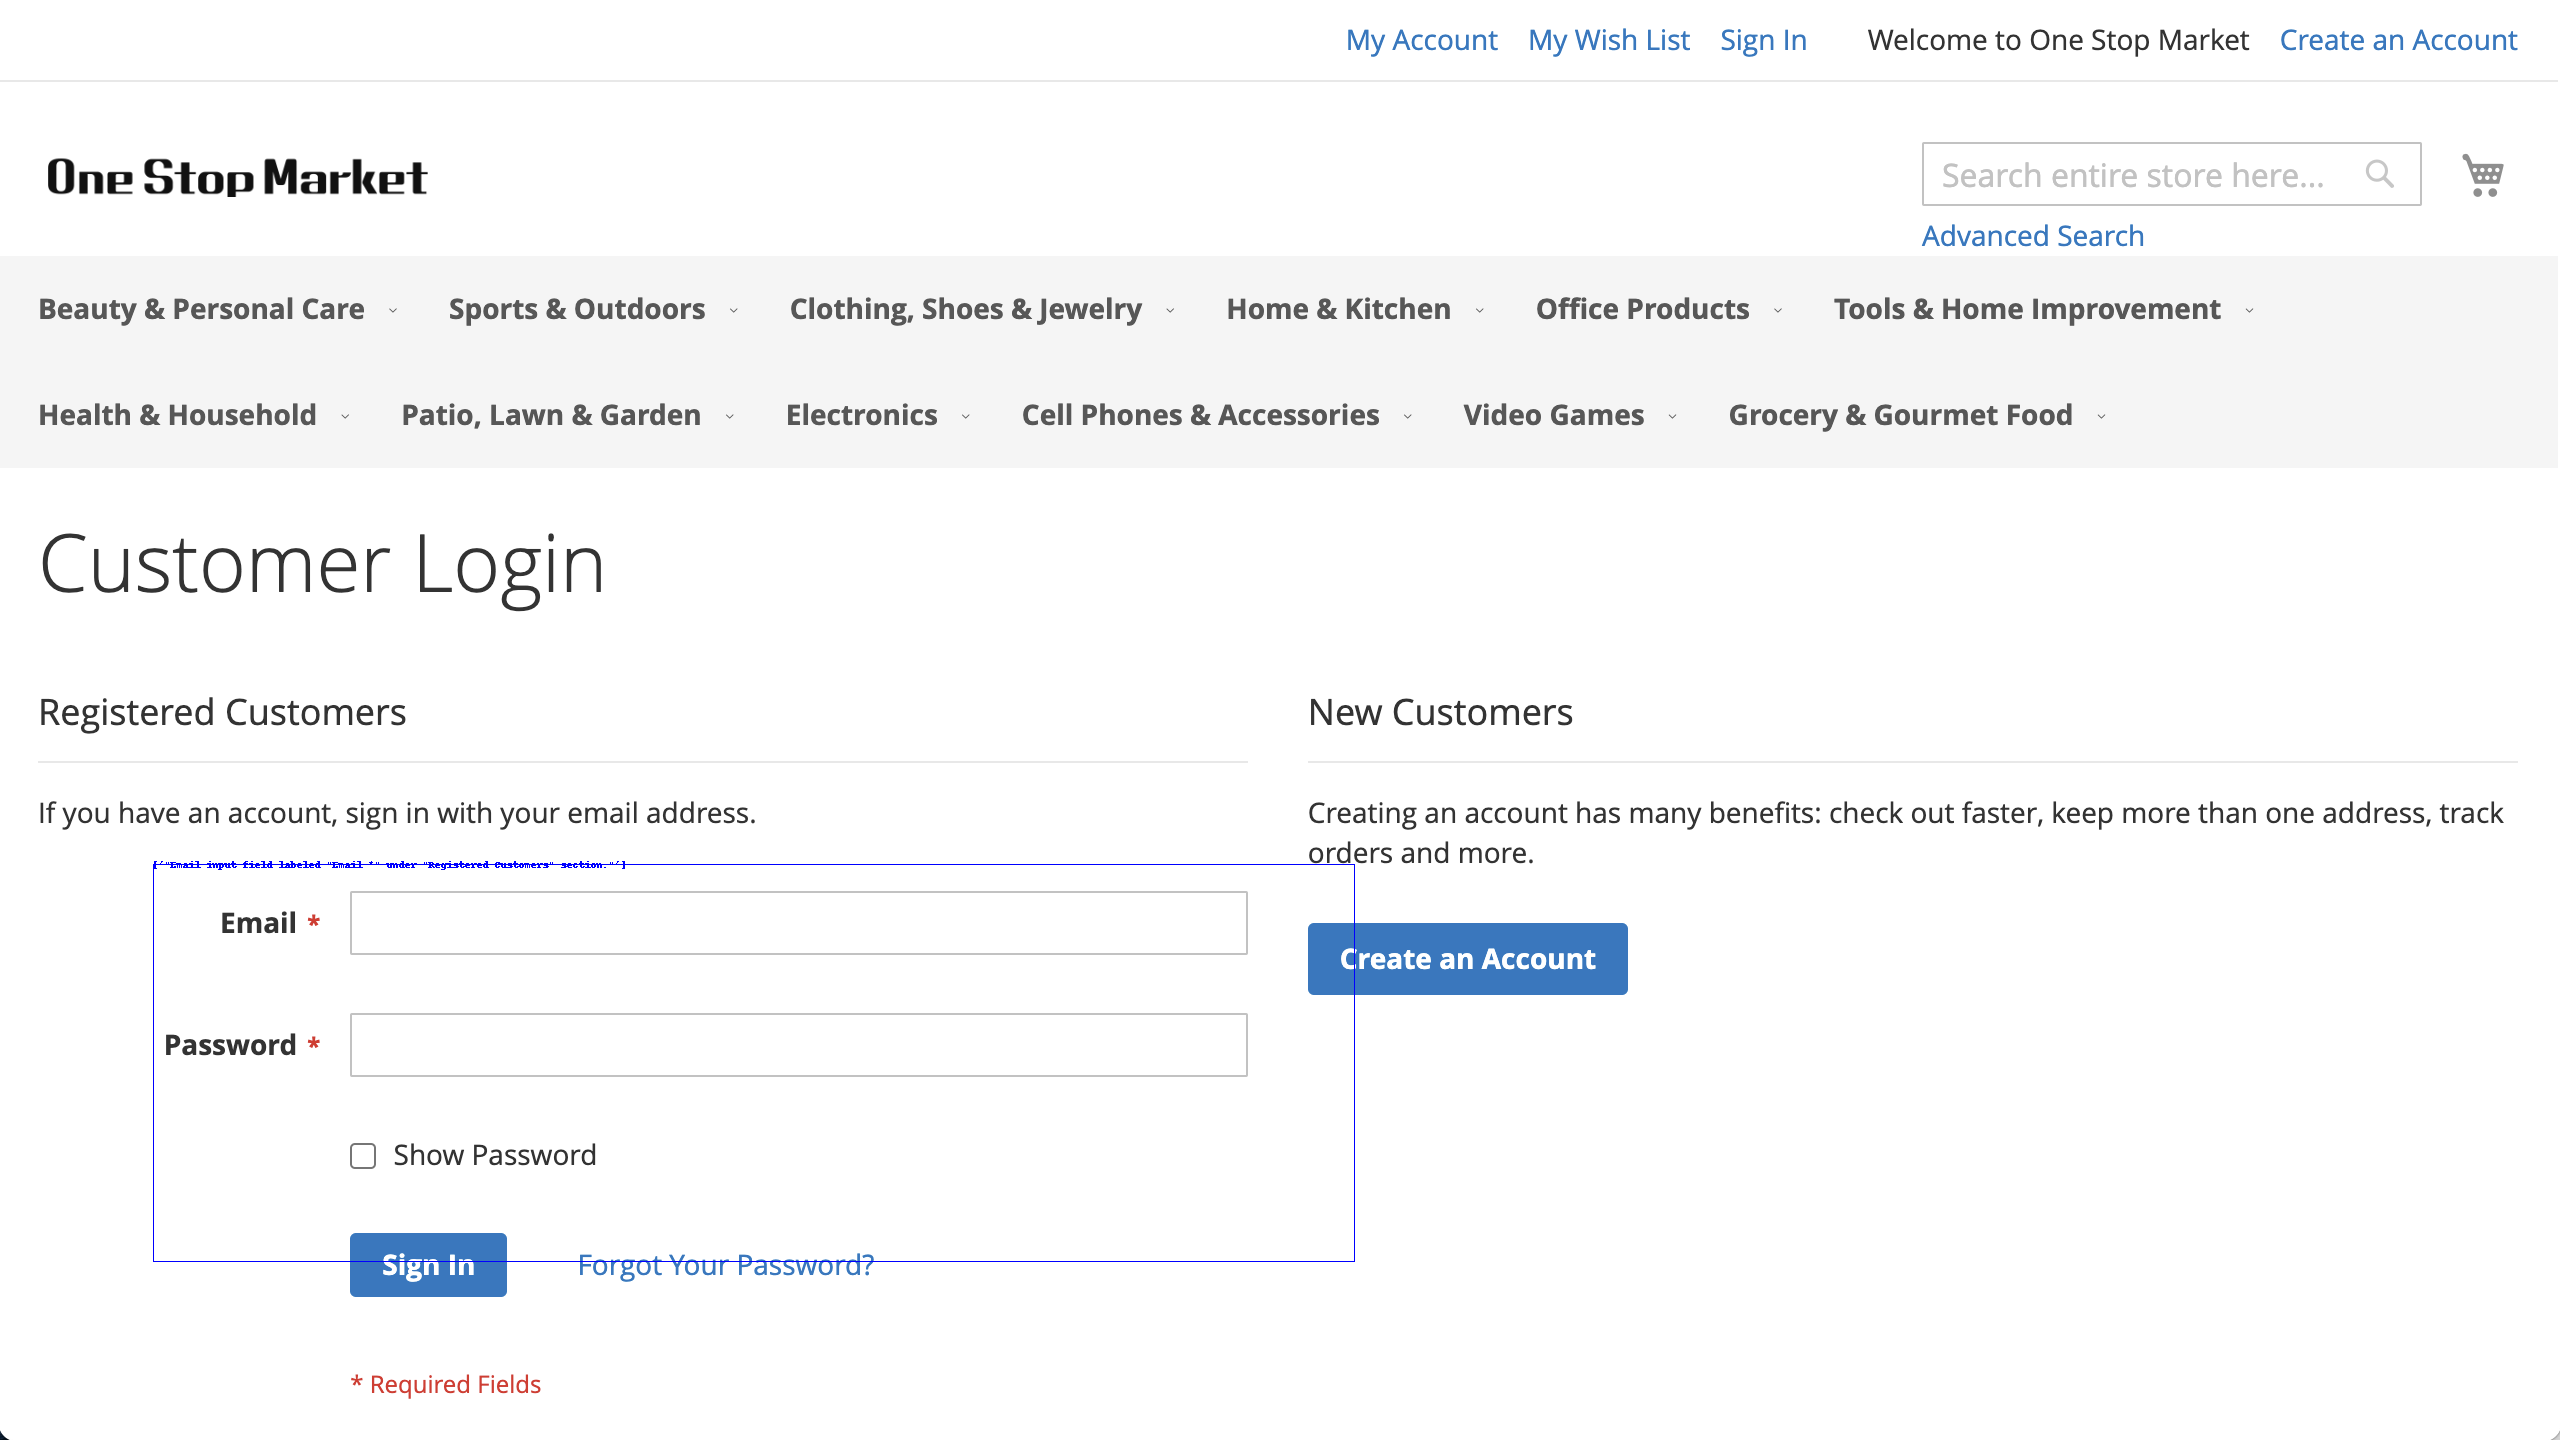 My Account My Wish List Sign In Welcome to One Stop Market Create an Account
One Stop Market
Search entire store here...
Advanced Search
Beauty & Personal Care Sports & Outdoors Clothing, Shoes & Jewelry Home & Kitchen Office Products Tools & Home Improvement
Health & Household Patio, Lawn & Garden Electronics Cell Phones & Accessories Video Games Grocery & Gourmet Food
Customer Login
Registered Customers
If you have an account, sign in with your email address.
['"Email input field labeled "Email *" under "Registered Customers" section."']
Email *
Password *
Show Password
Sign In Forgot Your Password?
* Required Fields
New Customers
Creating an account has many benefits: check out faster, keep more than one address, track
orders and more.
Create an Account